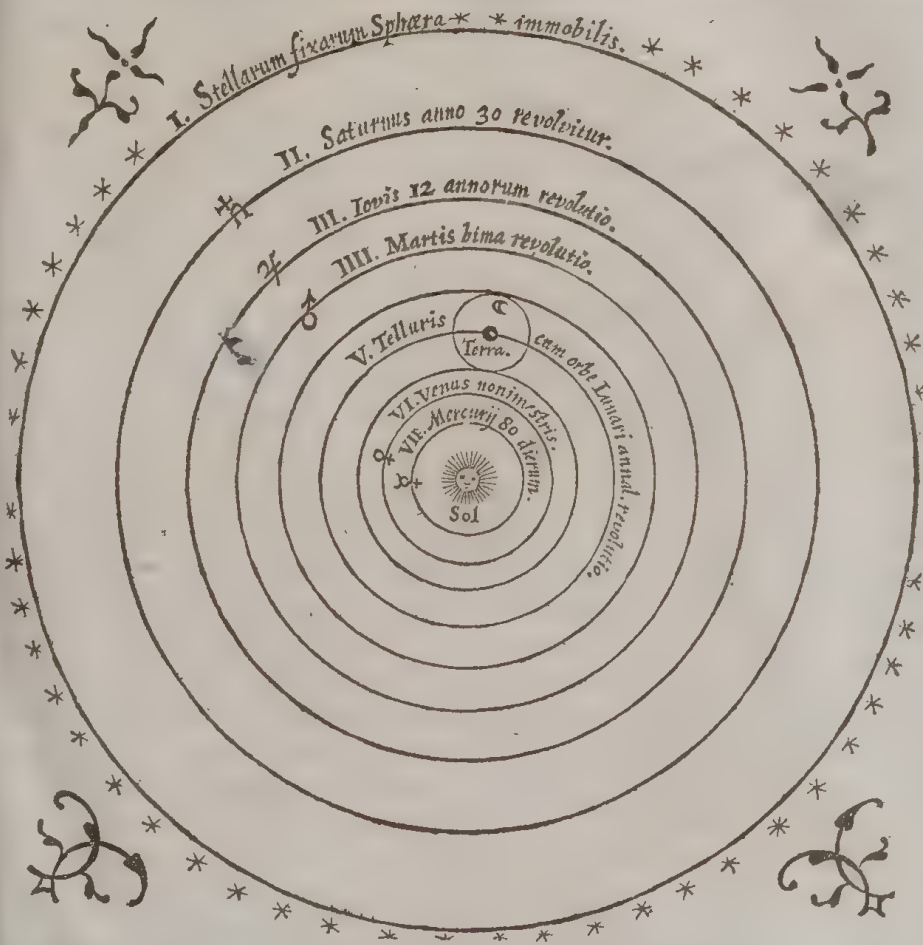 I. Stellarum fixarum Sphæra * * immobilis.
II. Saturnus anno 30 revolvitur.
III. Iovis 12 annorum revolutio.
IIII. Martis bima revolutio.
V. Telluris cum orbe Lunari annal. revolutio.
Terra.
VI. Venus nonimestris.
VII. Mercurij 80 dierum.
Sol